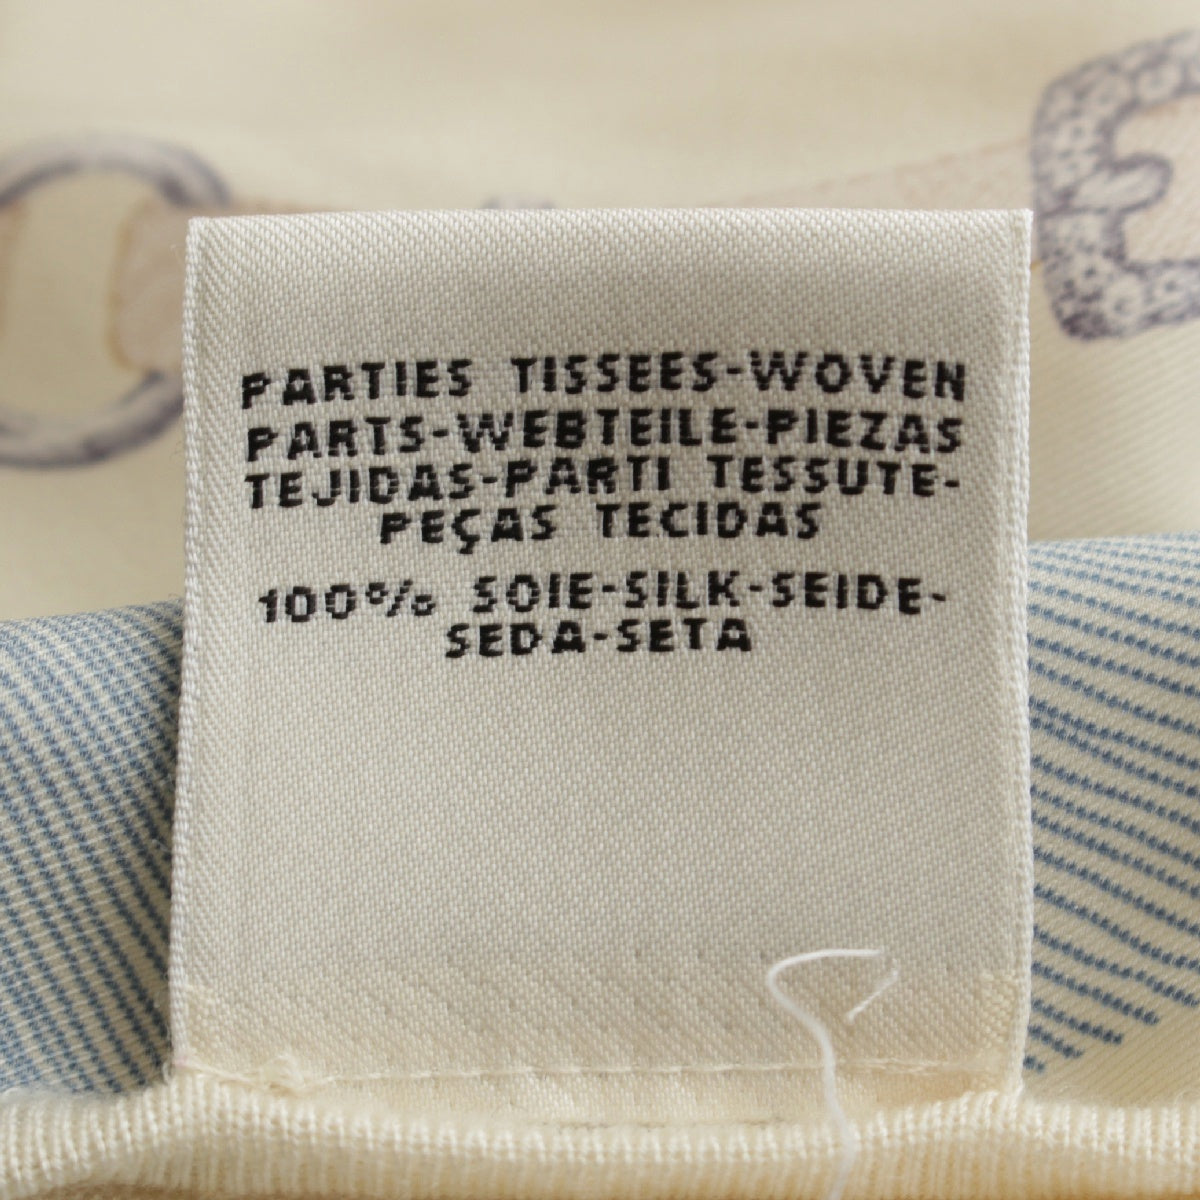 PARTIES TISSEES-WOVEN
PARTS-WEBTEILE-PIEZAS
TEJIDAS-PARTI TESSUTE-
PEÇAS TECIDAS
100% SOIE-SILK-SEIDE-
SEDA-SETA